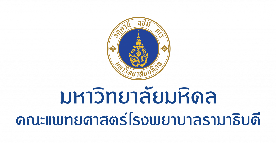 มหาวิทยาลัยมหิดล
คณะแพทยศาสตร์โรงพยาบาลรามาธิบดี